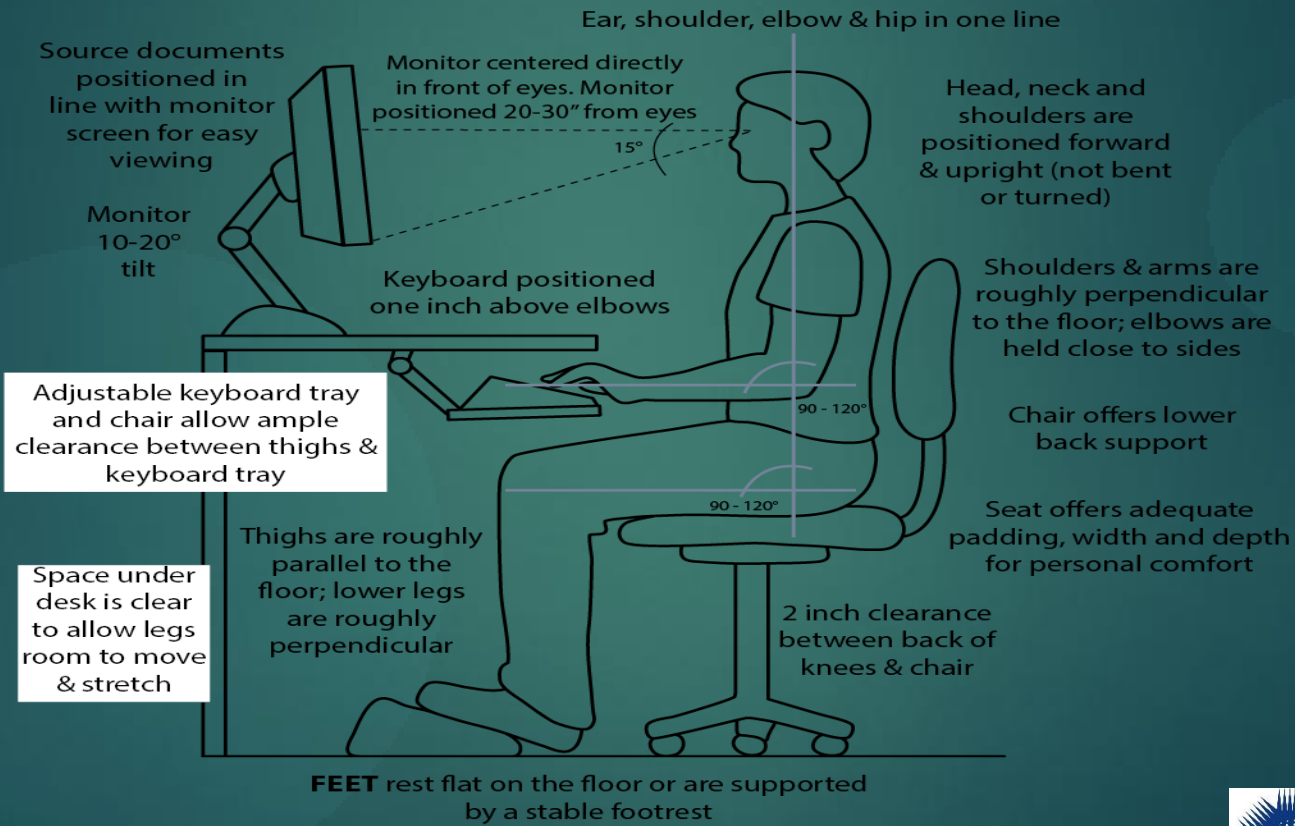 Ear, shoulder, elbow & hip in one line
Source documents
positioned in
line with monitor
screen for easy
viewing
Monitor centered directly
in front of eyes. Monitor
positioned 20-30” from eyes
15°
Head, neck and
shoulders are
positioned forward
& upright (not bent
or turned)
Monitor
10-20°
tilt
Keyboard positioned
one inch above elbows
Shoulders & arms are
roughly perpendicular
to the floor; elbows are
held close to sides
Adjustable keyboard tray
and chair allow ample
clearance between thighs &
keyboard tray
90 - 120°
Chair offers lower
back support
90 - 120°
Seat offers adequate
padding, width and depth
for personal comfort
Thighs are roughly
parallel to the
floor; lower legs
are roughly
perpendicular
Space under
desk is clear
to allow legs
room to move
& stretch
2 inch clearance
between back of
knees & chair
FEET rest flat on the floor or are supported
by a stable footrest